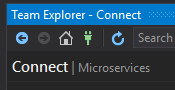 Team Explorer - Connect
Search
Connect | Microservices